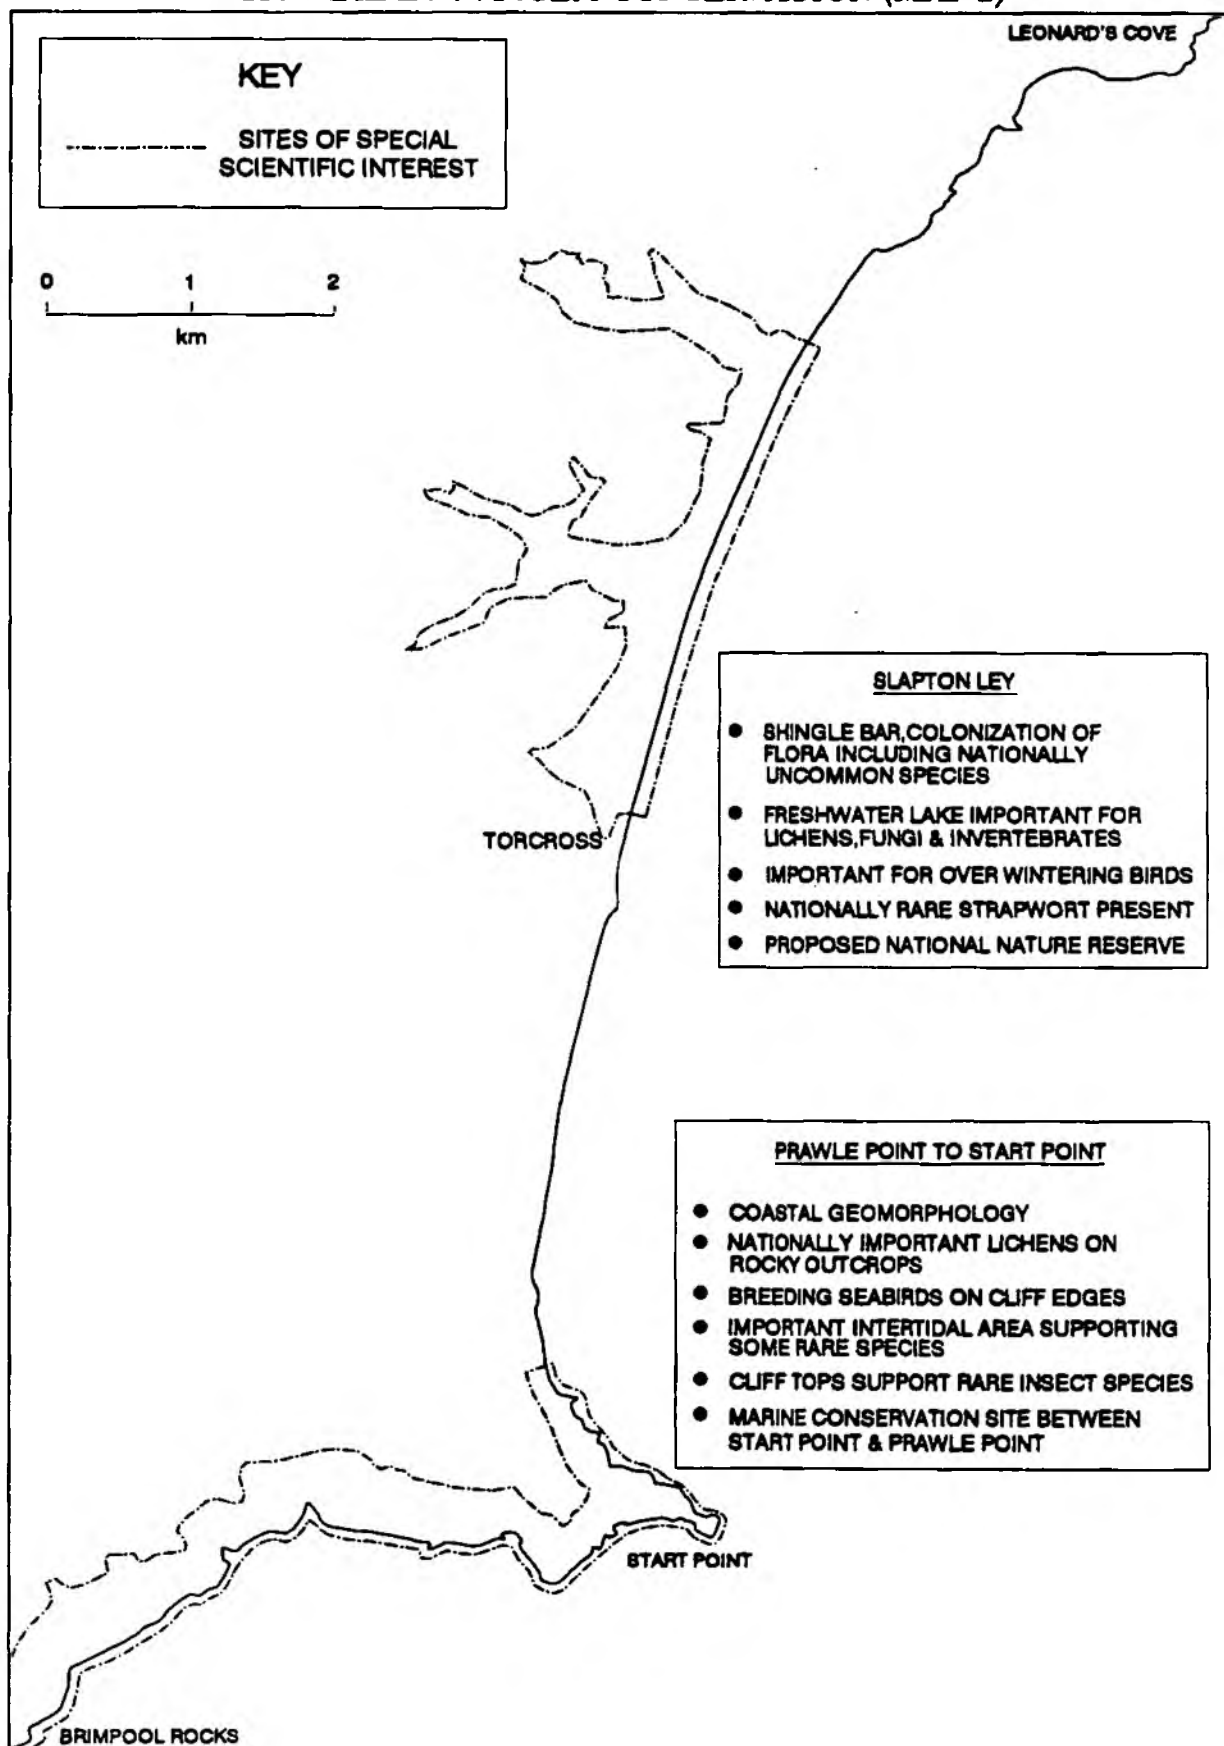 LEONARD'S COVE
KEY
SITES OF SPECIAL
SCIENTIFIC INTEREST
0 1 2
km
SLAPTON LEY
● SHINGLE BAR,COLONIZATION OF
FLORA INCLUDING NATIONALLY
UNCOMMON SPECIES
● FRESHWATER LAKE IMPORTANT FOR
LICHENS,FUNGI & INVERTEBRATES
● IMPORTANT FOR OVER WINTERING BIRDS
● NATIONALLY RARE STRAPWORT PRESENT
● PROPOSED NATIONAL NATURE RESERVE
TORCROSS
PRAWLE POINT TO START POINT
● COASTAL GEOMORPHOLOGY
● NATIONALLY IMPORTANT LICHENS ON
ROCKY OUTCROPS
● BREEDING SEABIRDS ON CLIFF EDGES
● IMPORTANT INTERTIDAL AREA SUPPORTING
SOME RARE SPECIES
● CLIFF TOPS SUPPORT RARE INSECT SPECIES
● MARINE CONSERVATION SITE BETWEEN
START POINT & PRAWLE POINT
START POINT
BRIMPOOL ROCKS